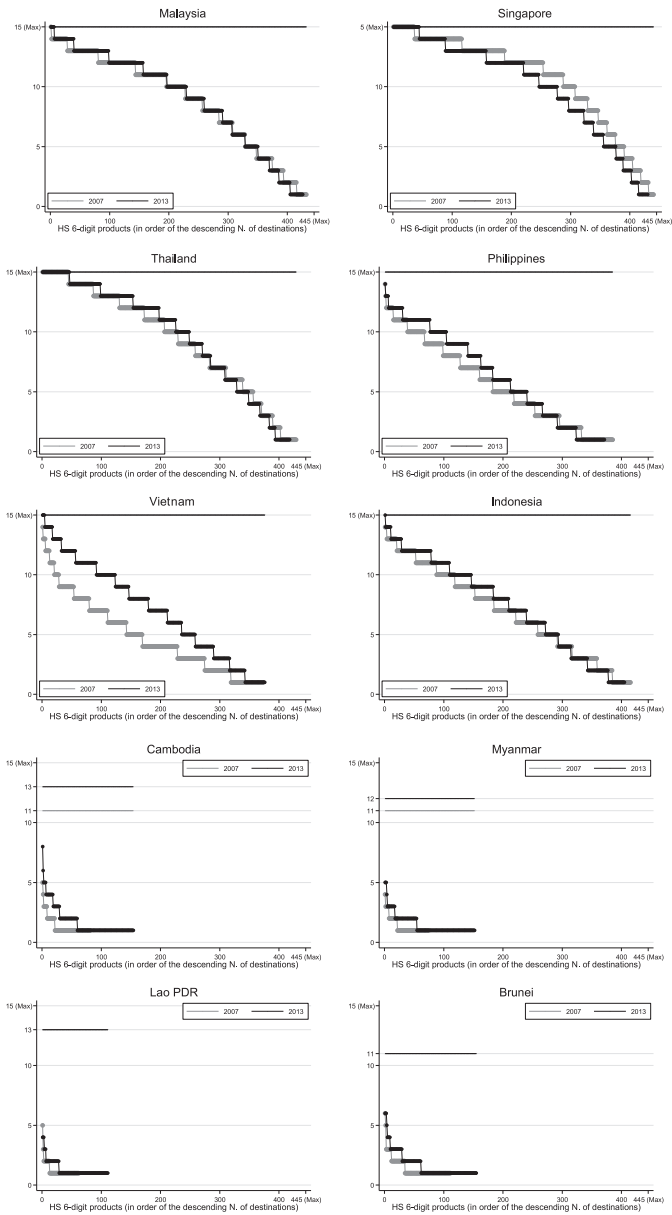 Malaysia
15 (Max)
10
5
0
2007 2013
0 100 200 300 400 445 (Max)
HS 6-digit products (in order of the descending N. of destinations)
Singapore
5 (Max)
10
5
0
2007 2013
0 100 200 300 400 445 (Max)
HS 6-digit products (in order of the descending N. of destinations)
Thailand
15 (Max)
10
5
0
2007 2013
0 100 200 300 400 445 (Max)
HS 6-digit products (in order of the descending N. of destinations)
Philippines
15 (Max)
10
5
0
2007 2013
0 100 200 300 400 445 (Max)
HS 6-digit products (in order of the descending N. of destinations)
Vietnam
15 (Max)
10
5
0
2007 2013
0 100 200 300 400 445 (Max)
HS 6-digit products (in order of the descending N. of destinations)
Indonesia
15 (Max)
10
5
0
2007 2013
0 100 200 300 400 445 (Max)
HS 6-digit products (in order of the descending N. of destinations)
Cambodia
15 (Max)
2007 2013
13
11
10
5
0
0 100 200 300 400 445 (Max)
HS 6-digit products (in order of the descending N. of destinations)
Myanmar
15 (Max)
2007 2013
12
11
10
5
0
0 100 200 300 400 445 (Max)
HS 6-digit products (in order of the descending N. of destinations)
Lao PDR
15 (Max)
2007 2013
13
10
5
0
0 100 200 300 400 445 (Max)
HS 6-digit products (in order of the descending N. of destinations)
Brunei
15 (Max)
2007 2013
11
10
5
0
0 100 200 300 400 445 (Max)
HS 6-digit products (in order of the descending N. of destinations)